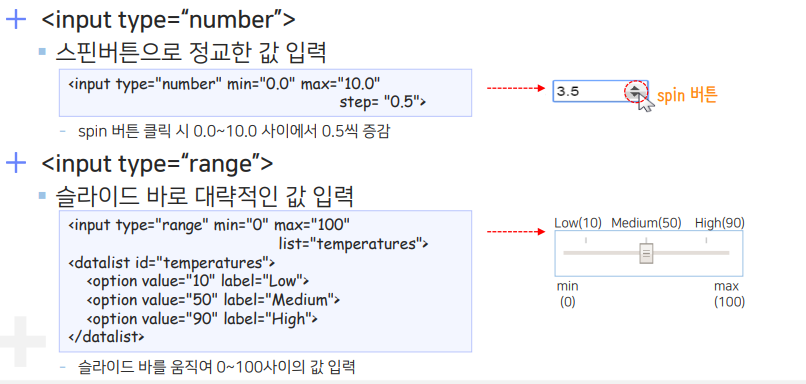 <input type="number">
스핀버튼으로 정교한 값 입력
<input type="number" min="0.0" max="10.0"
step= "0.5">
3.5
spin 버튼
- spin 버튼 클릭 시 0.0~10.0 사이에서 0.5씩 증감
<input type="range">
슬라이드 바로 대략적인 값 입력
<input type="range" min="0" max="100"
list="temperatures">
<datalist id="temperatures">
<option value="10" label="Low">
<option value="50" label="Medium">
<option value="90" label="High">
</datalist>
Low(10) Medium(50) High(90)
min max
(0) (100)
- 슬라이드 바를 움직여 0~100사이의 값 입력